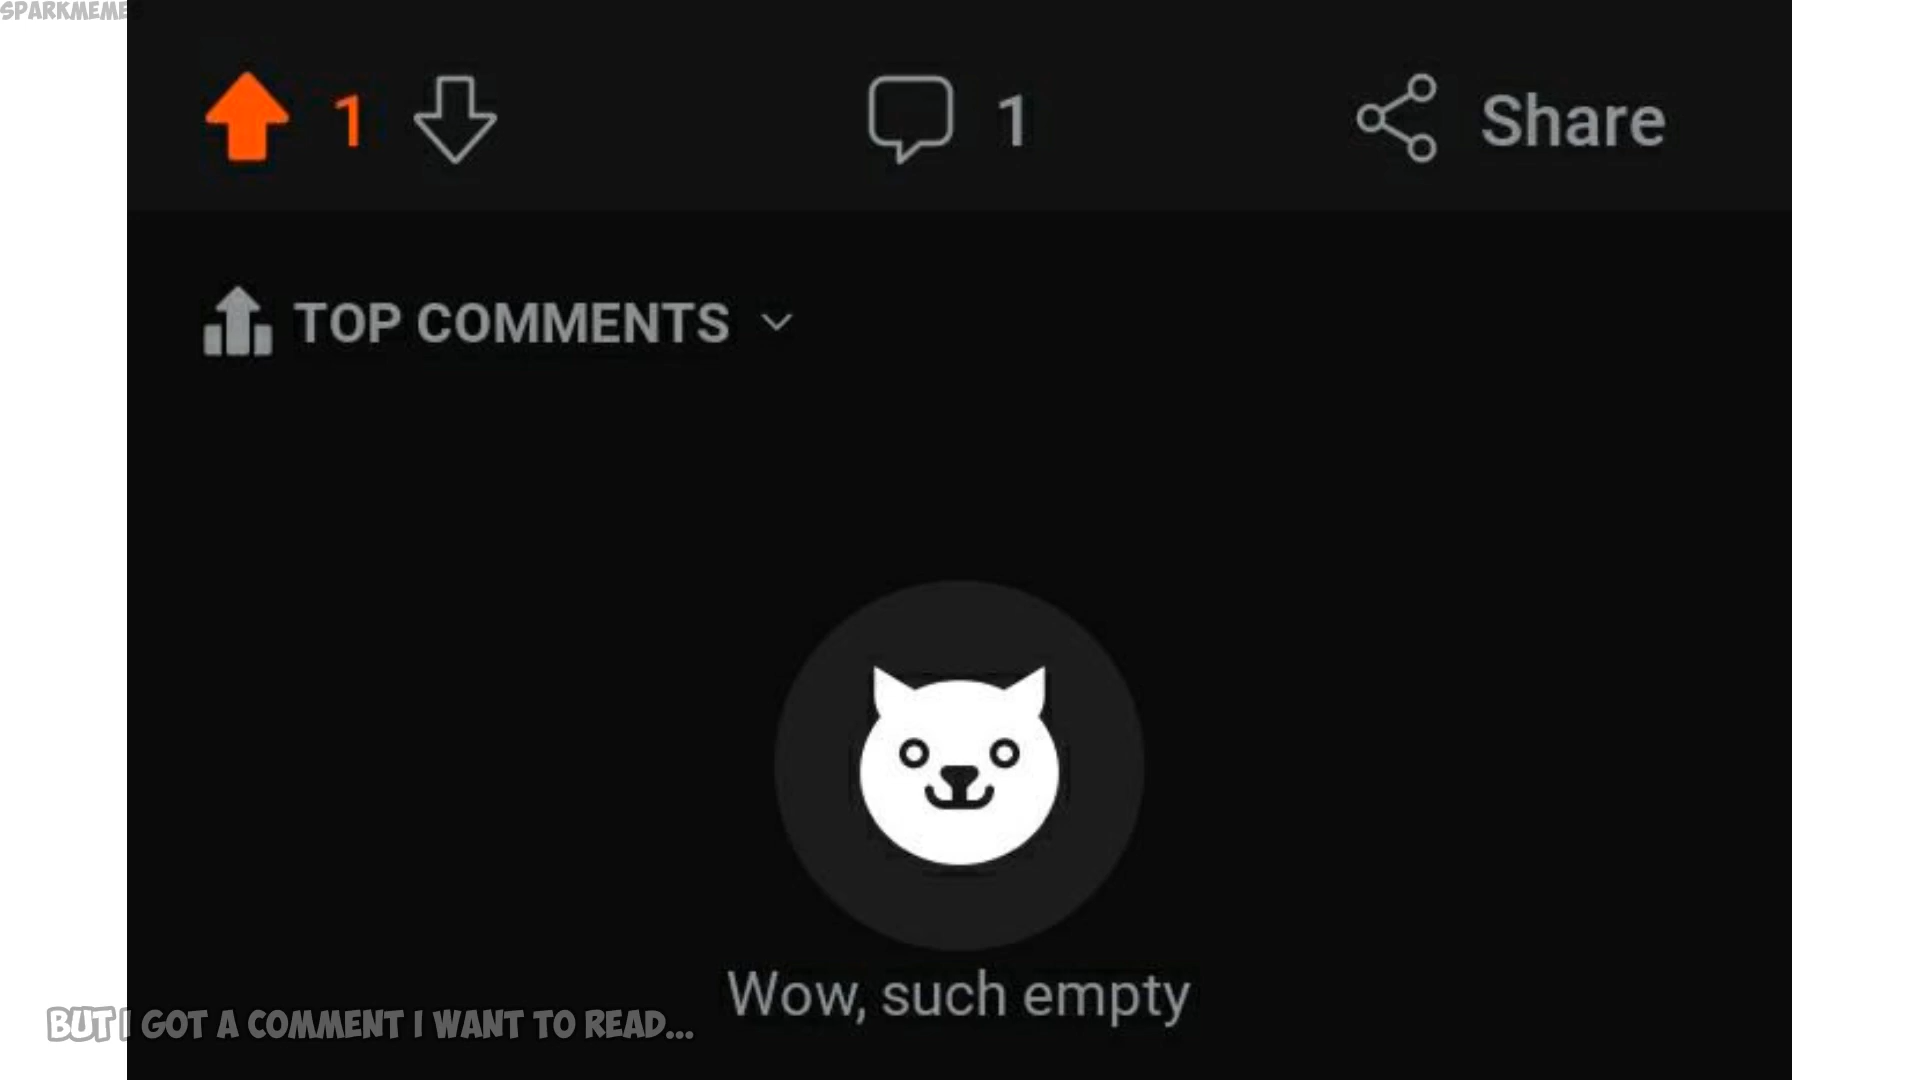 SPARKMEMES
1
1
Share
TOP COMMENTS
Wow, such empty
BUT I GOT A COMMENT I WANT TO READ...